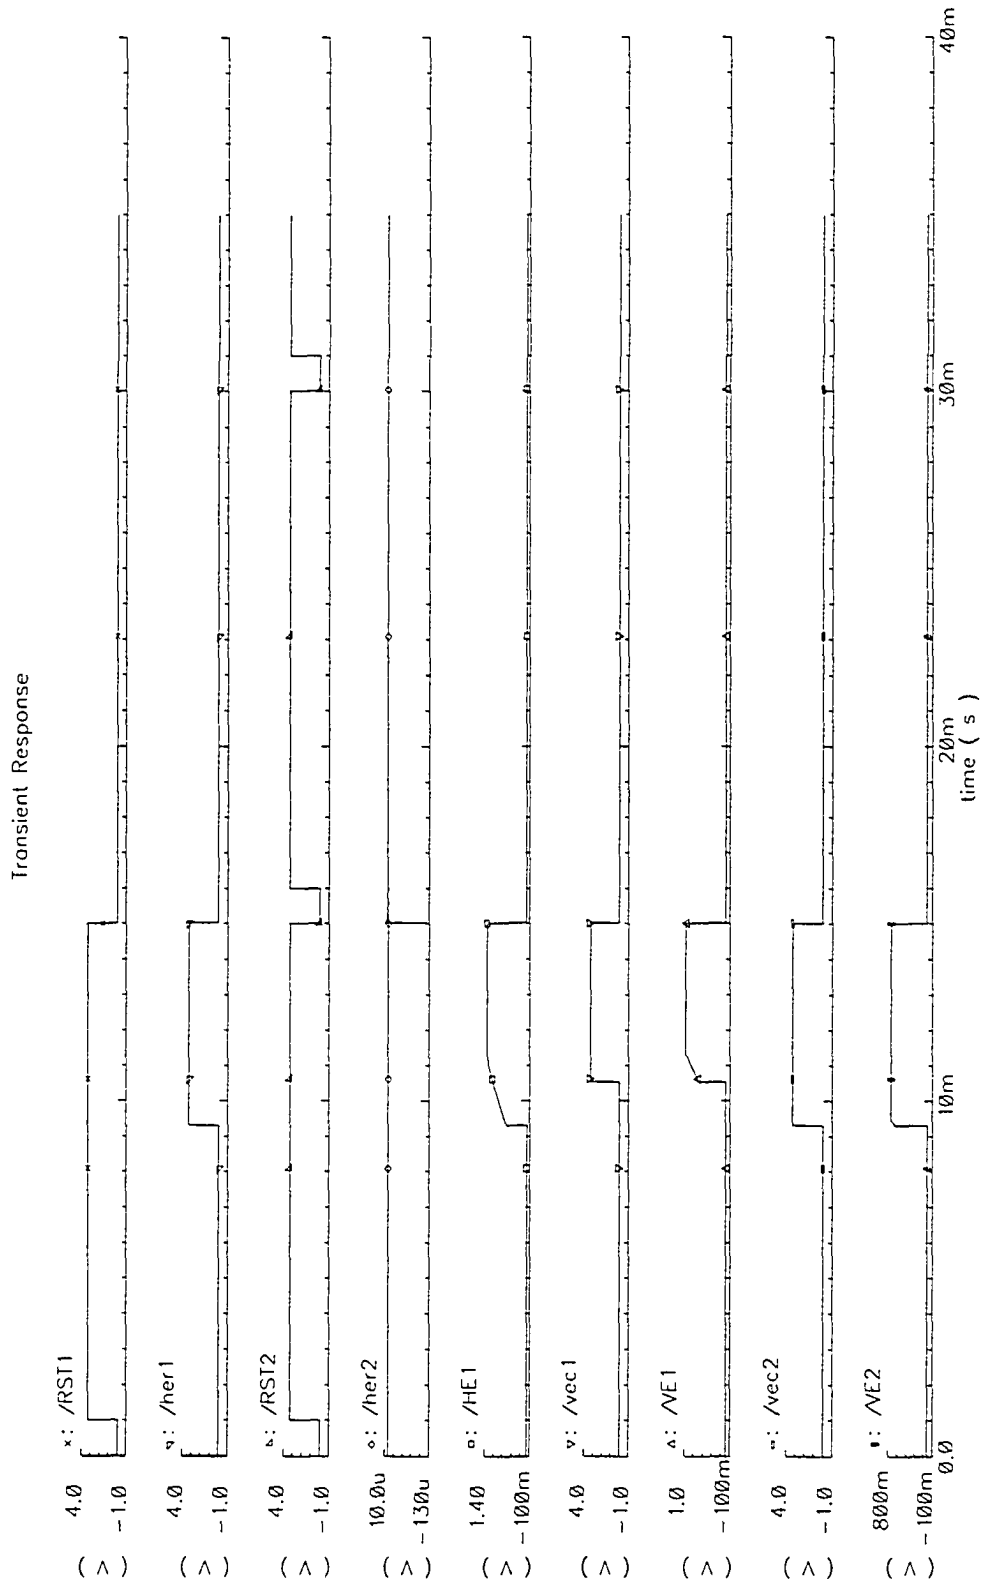 Transient Response
x: /RST1
( V )
4.0
-1.0
▿: /her1
( V )
4.0
-1.0
▵: /RST2
( V )
4.0
-1.0
◦: /her2
( V )
10.0u
-130u
▫: /HE1
( V )
1.40
-100m
▿: /vec1
( V )
4.0
-1.0
▵: /VE1
( V )
1.0
-100m
: /vec2
( V )
4.0
-1.0
: /VE2
( V )
800m
-100m
0.0
10m
20m
30m
40m
time ( s )